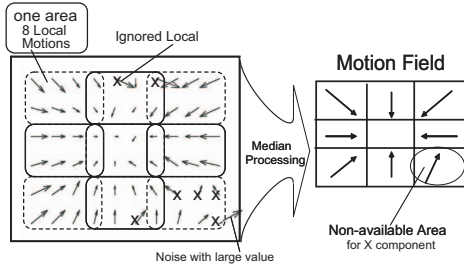 one area
8 Local
Motions
Ignored Local
X X
Motion Field
Median
Processing
X X X
X X
Non-available Area
for X component
Noise with large value